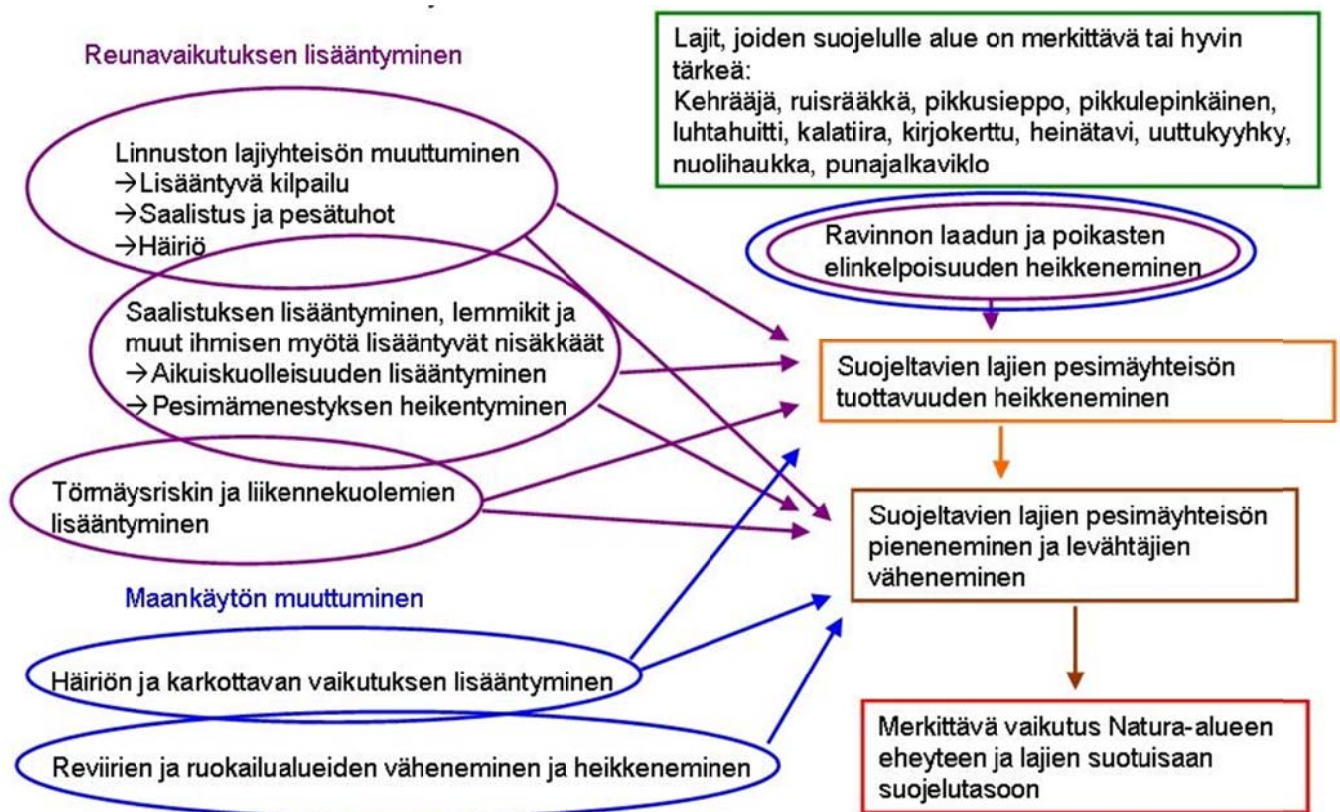 Reunavaikutuksen lisääntyminen
Linnuston lajiyhteisön muuttuminen
→Lisääntyvä kilpailu
→Saalistus ja pesätuhot
→Häiriö
Saalistuksen lisääntyminen, lemmikit ja
muut ihmisen myötä lisääntyvät nisäkkäät
→Aikuiskuolleisuuden lisääntyminen
→Pesimämenestyksen heikentyminen
Törmäysriskin ja liikennekuolemien
lisääntyminen
Maankäytön muuttuminen
Häiriön ja karkottavan vaikutuksen lisääntyminen
Reviirien ja ruokailualueiden väheneminen ja heikkeneminen
Lajit, joiden suojelulle alue on merkittävä tai hyvin
tärkeä:
Kehrääjä, ruisrääkkä, pikkusieppo, pikkulepinkäinen,
luhtahuitti, kalatiira, kirjokerttu, heinätavi, uuttukyyhky,
nuolihaukka, punajalkaviklo
Ravinnon laadun ja poikasten
elinkelpoisuuden heikkeneminen
Suojeltavien lajien pesimäyhteisön
tuottavuuden heikkeneminen
Suojeltavien lajien pesimäyhteisön
pieneneminen ja levähtäjien
väheneminen
Merkittävä vaikutus Natura-alueen
eheyteen ja lajien suotuisaan
suojelutasoon